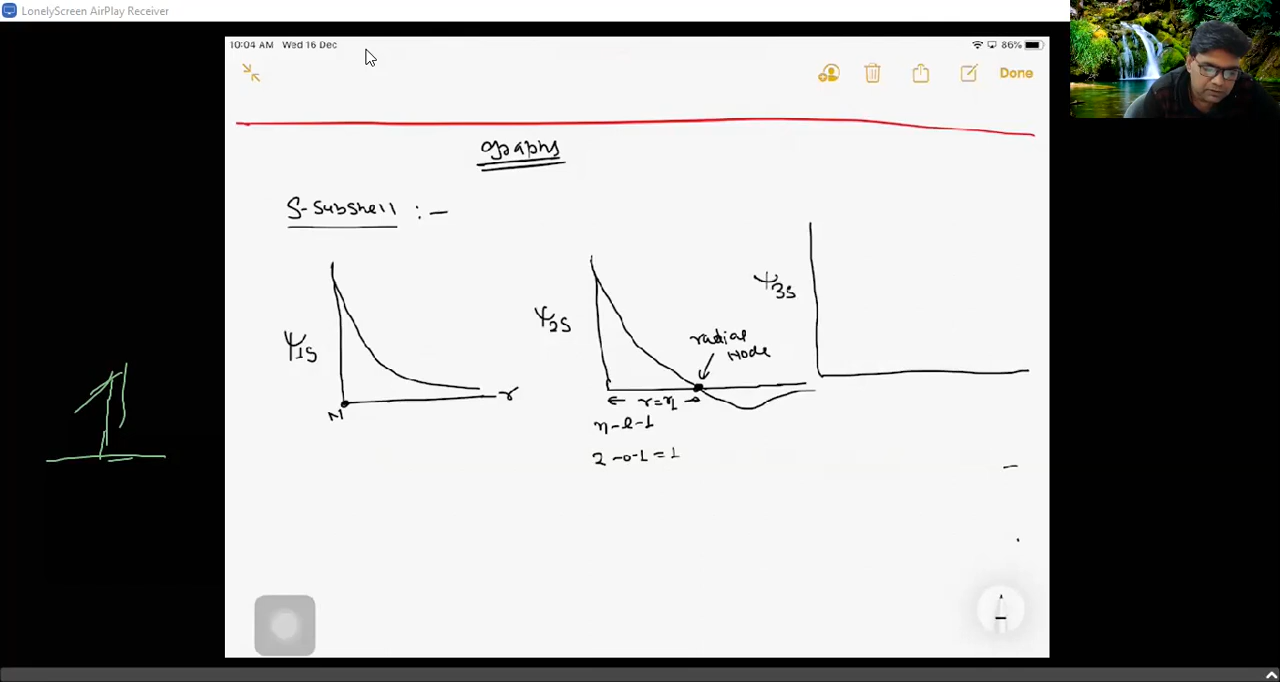 LonelyScreen AirPlay Receiver
10:04 AM Wed 16 Dec
86%
Done
Graphs
S-Subshell :-
Ψ1s
r
N
Ψ2s
radial
Node
r=r1
n-l-1
2-0-1=1
Ψ3s